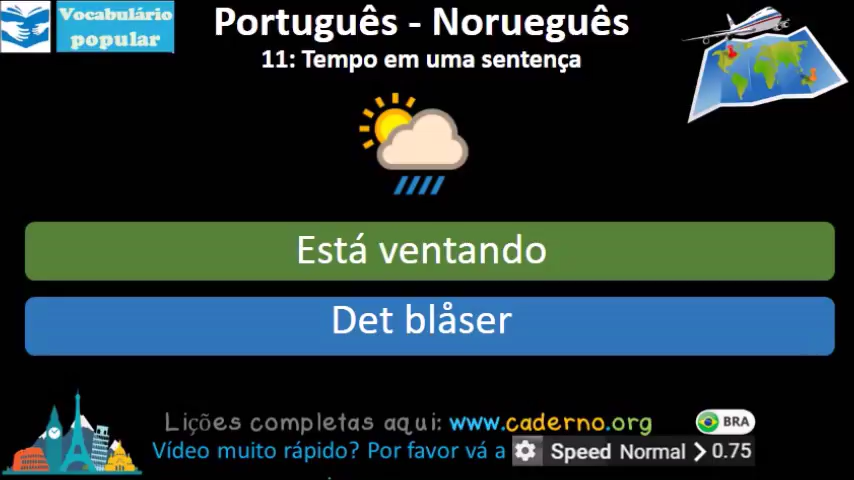 Vocabulário
popular
Português - Norueguês
11: Tempo em uma sentença
Está ventando
Det blåser
Lições completas aqui: www.caderno.org
BRA
Vídeo muito rápido? Por favor vá a Speed Normal > 0.75